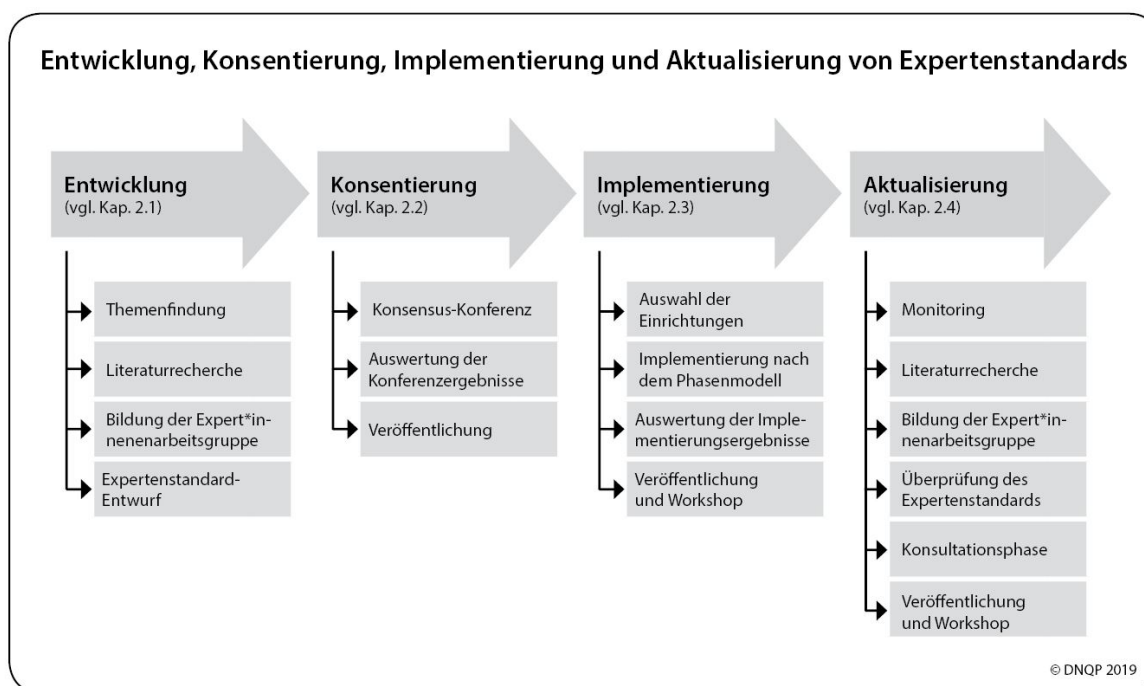 Entwicklung, Konsentierung, Implementierung und Aktualisierung von Expertenstandards
Entwicklung
(vgl. Kap. 2.1)
Themenfindung
Literaturrecherche
Bildung der Expert*in-
nenenarbeitsgruppe
Expertenstandard-
Entwurf
Konsentierung
(vgl. Kap. 2.2)
Konsensus-Konferenz
Auswertung der
Konferenzergebnisse
Veröffentlichung
Implementierung
(vgl. Kap. 2.3)
Auswahl der
Einrichtungen
Implementierung nach
dem Phasenmodell
Auswertung der Imple-
mentierungsergebnisse
Veröffentlichung
und Workshop
Aktualisierung
(vgl. Kap. 2.4)
Monitoring
Literaturrecherche
Bildung der Expert*in-
nenarbeitsgruppe
Überprüfung des
Expertenstandards
Konsultationsphase
Veröffentlichung
und Workshop
© DNQP 2019